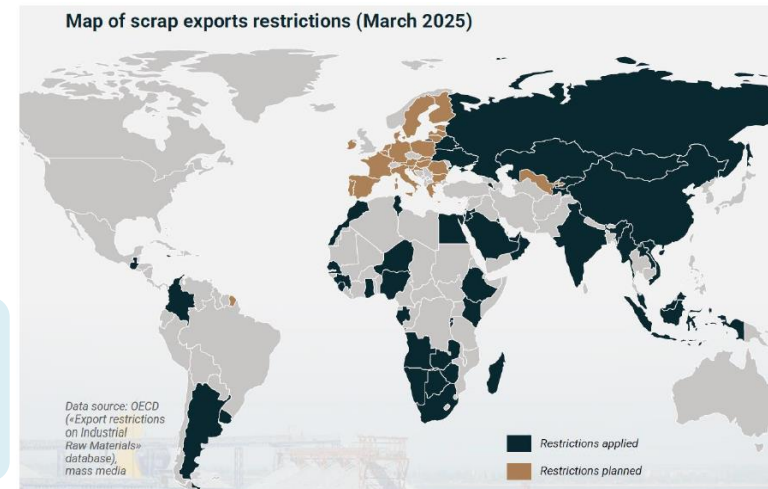 Map of scrap exports restrictions (March 2025)
Data source: OECD
(«Export restrictions
on Industrial
Raw Materials»
database),
mass media
Restrictions applied
Restrictions planned